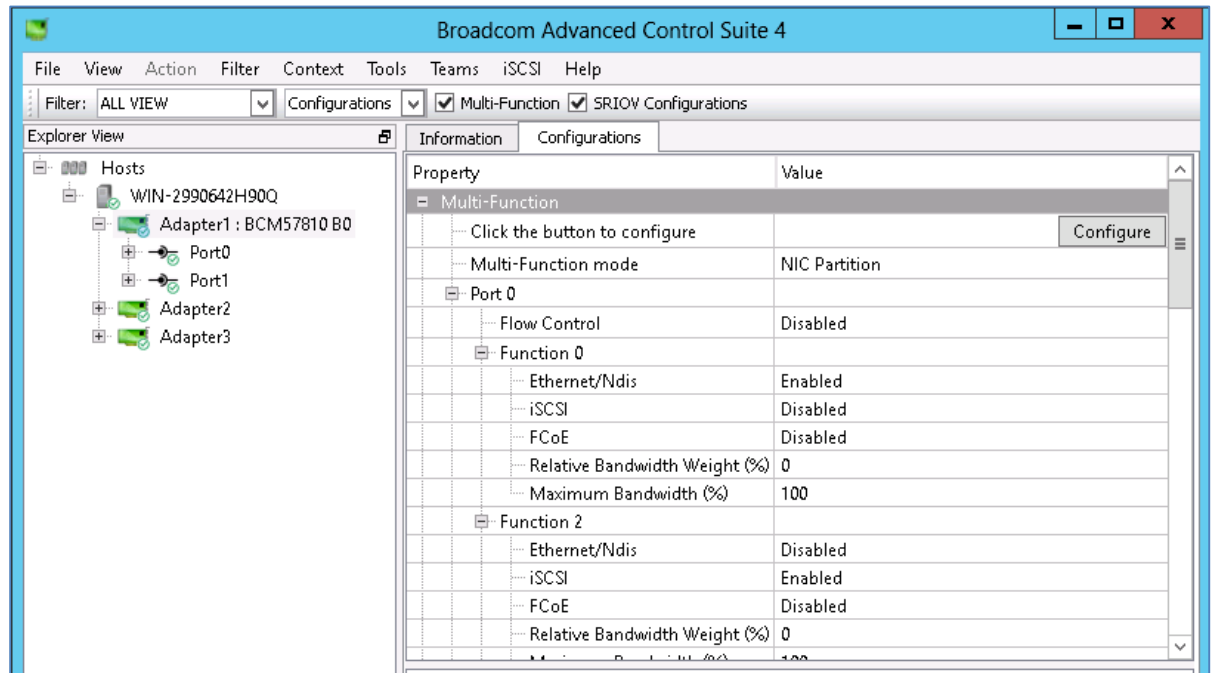 Broadcom Advanced Control Suite 4
File View Action Filter Context Tools Teams iSCSI Help
Filter: ALL VIEW Configurations Multi-Function SRIOV Configurations
Explorer View
Hosts
WIN-2990642H90Q
Adapter1 : BCM57810 B0
Port0
Port1
Adapter2
Adapter3
Information Configurations
Property Value
Multi-Function
Click the button to configure Configure
Multi-Function mode NIC Partition
Port 0
Flow Control Disabled
Function 0
Ethernet/Ndis Enabled
iSCSI Disabled
FCoE Disabled
Relative Bandwidth Weight (%) 0
Maximum Bandwidth (%) 100
Function 2
Ethernet/Ndis Disabled
iSCSI Enabled
FCoE Disabled
Relative Bandwidth Weight (%) 0